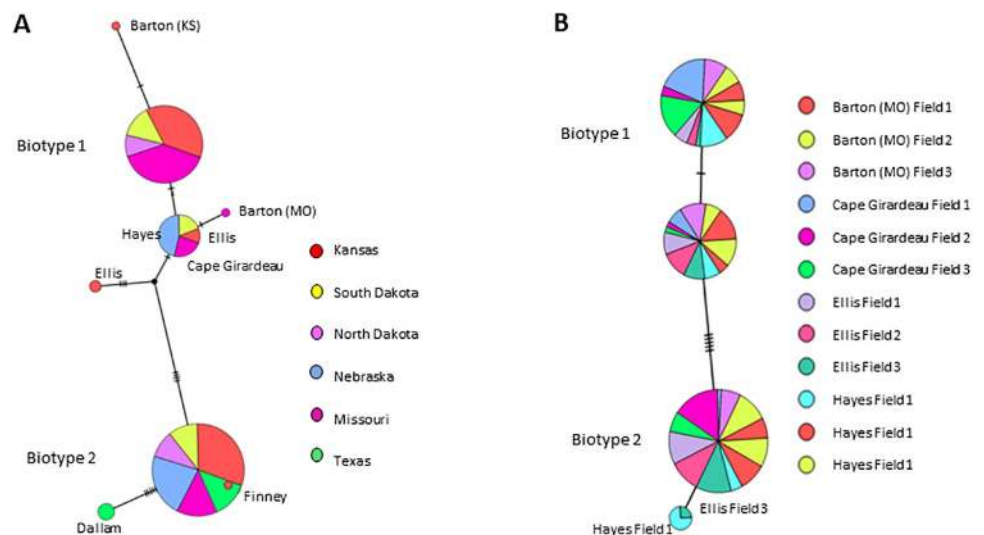 A
Barton (KS)
Biotype 1
Barton (MO)
Hayes
Ellis
Cape Girardeau
Ellis
Biotype 2
Finney
Dallam
Kansas
South Dakota
North Dakota
Nebraska
Missouri
Texas
B
Biotype 1
Biotype 2
Ellis Field 3
Hayes Field 1
Barton (MO) Field 1
Barton (MO) Field 2
Barton (MO) Field 3
Cape Girardeau Field 1
Cape Girardeau Field 2
Cape Girardeau Field 3
Ellis Field 1
Ellis Field 2
Ellis Field 3
Hayes Field 1
Hayes Field 1
Hayes Field 1